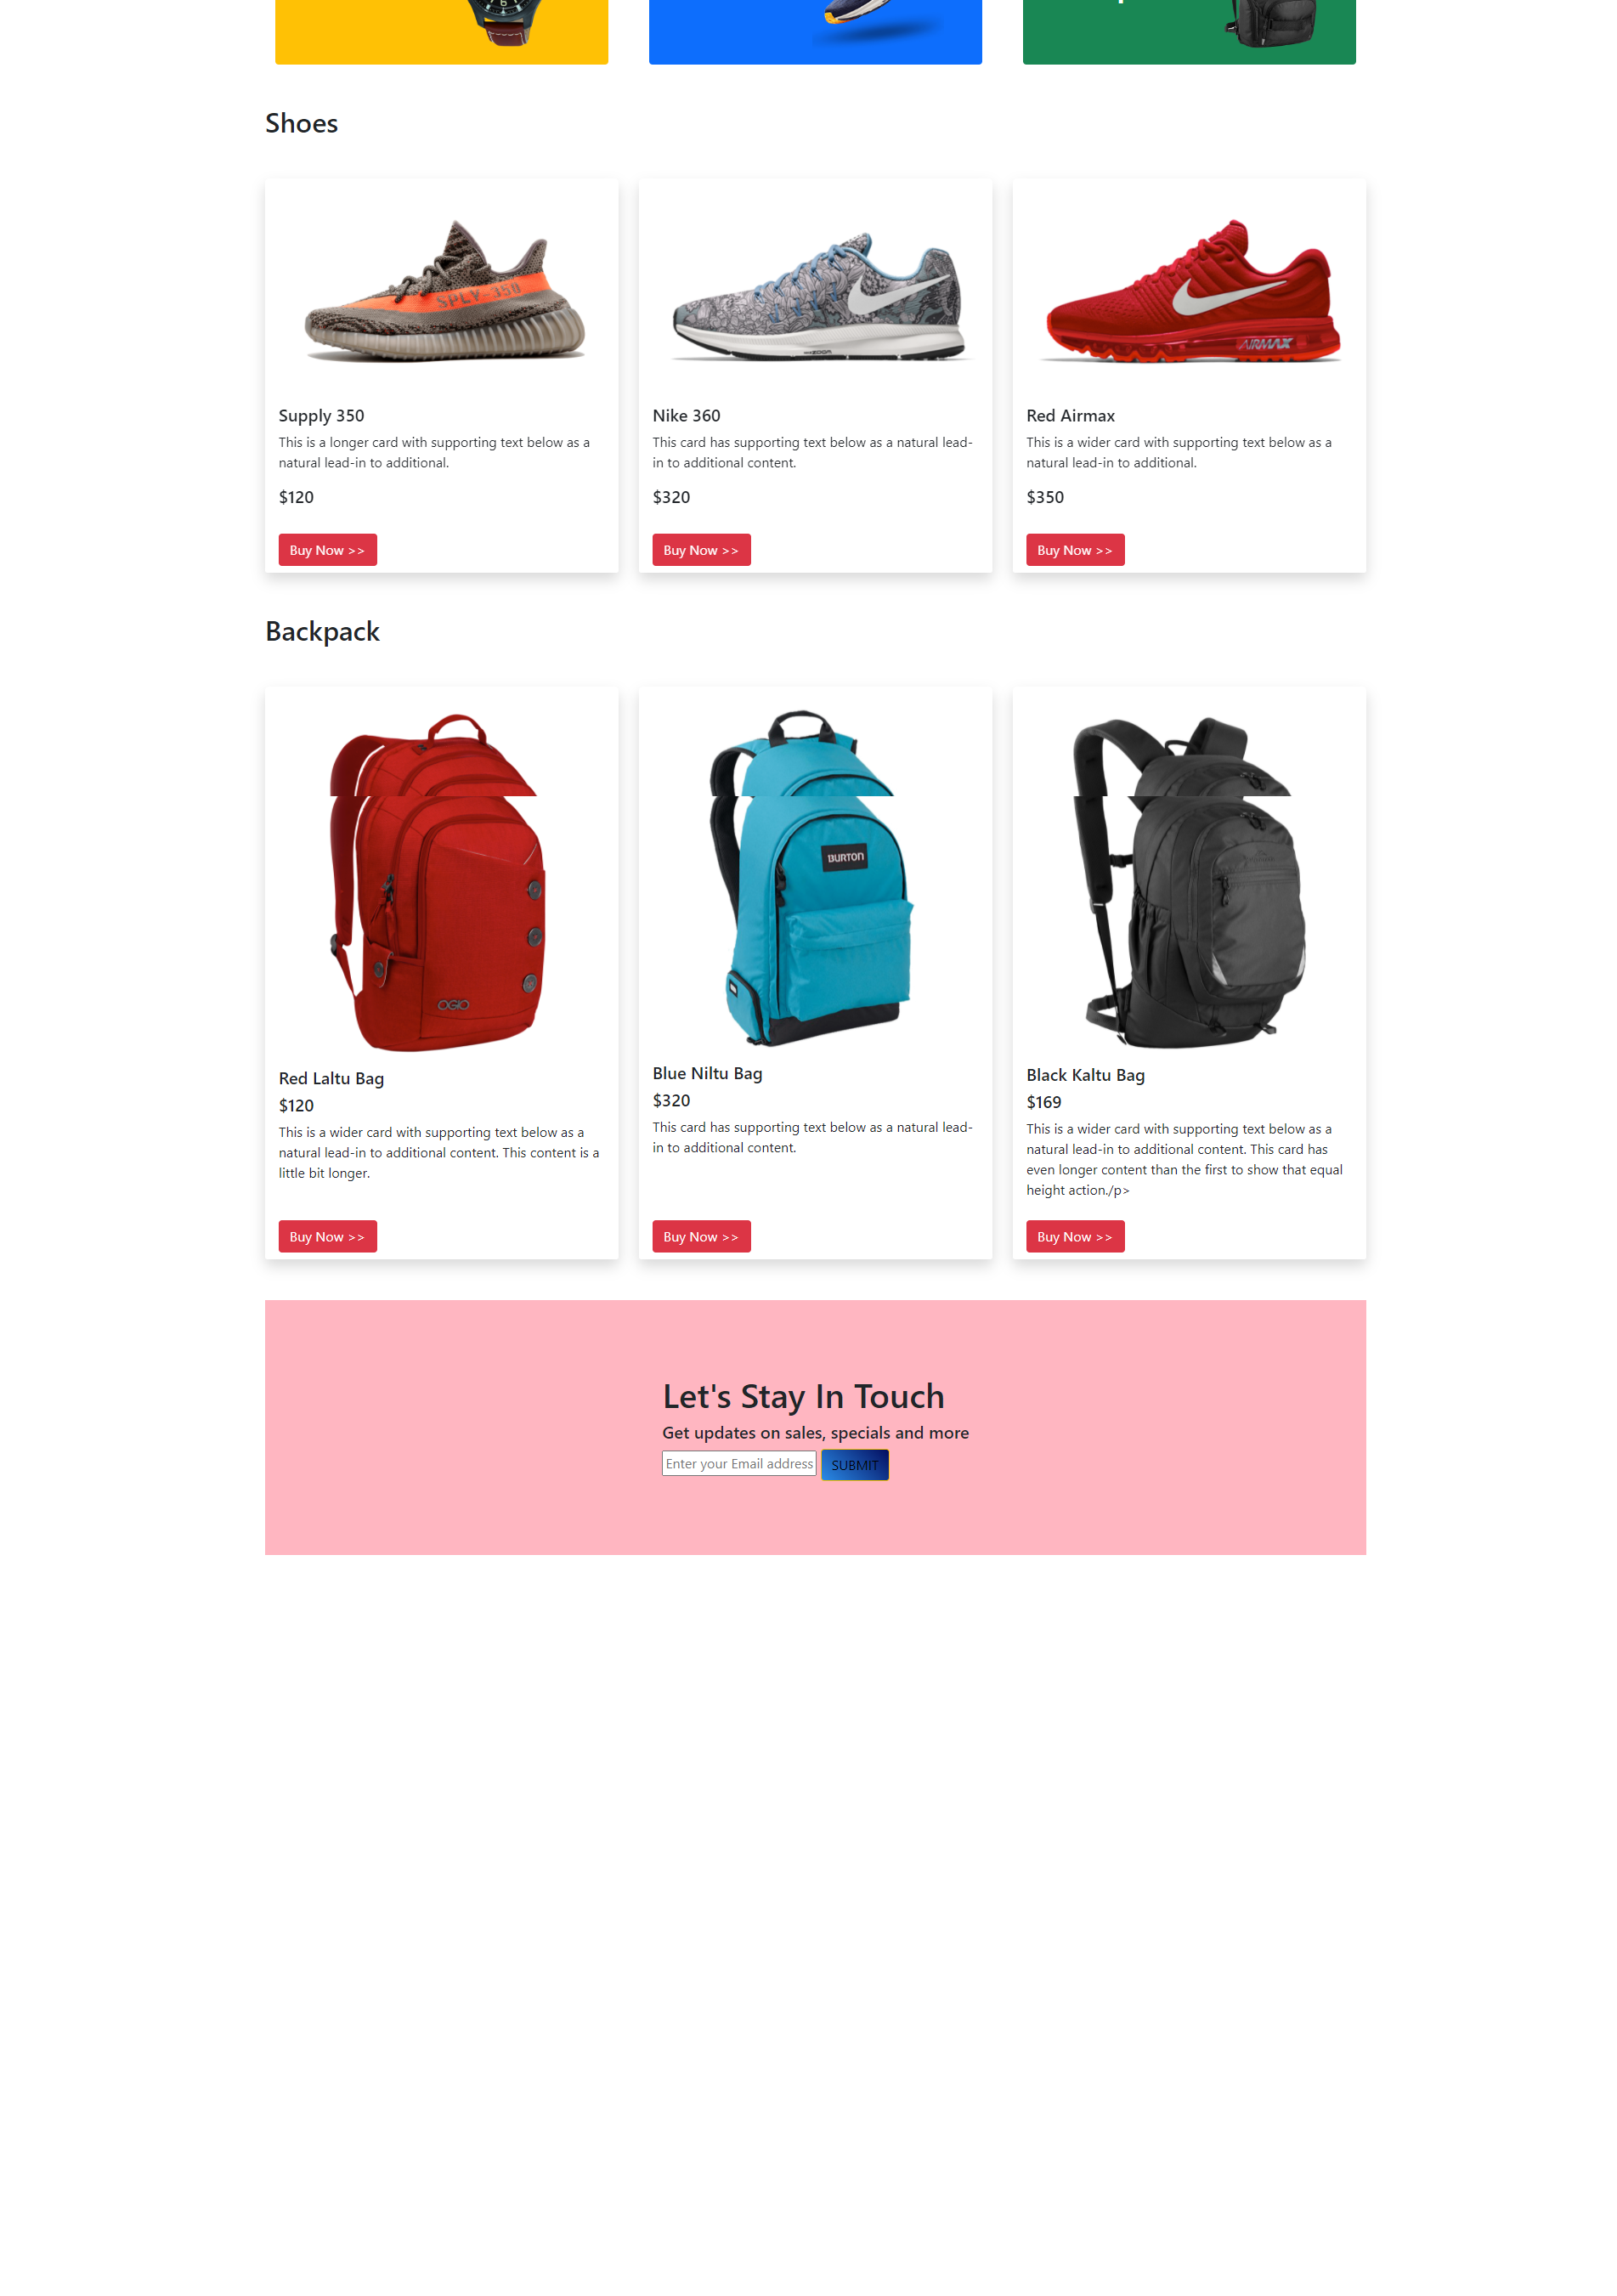 Shoes
SPLY-350
ZOOM
AIRMAX
Supply 350
This is a longer card with supporting text below as a
natural lead-in to additional.
$120
Buy Now >>
Nike 360
This card has supporting text below as a natural lead-
in to additional content.
$320
Buy Now >>
Red Airmax
This is a wider card with supporting text below as a
natural lead-in to additional.
$350
Buy Now >>
Backpack
OGIO
BURTON
Red Laltu Bag
$120
This is a wider card with supporting text below as a
natural lead-in to additional content. This content is a
little bit longer.
Buy Now >>
Blue Niltu Bag
$320
This card has supporting text below as a natural lead-
in to additional content.
Buy Now >>
Black Kaltu Bag
$169
This is a wider card with supporting text below as a
natural lead-in to additional content. This card has
even longer content than the first to show that equal
height action./p>
Buy Now >>
Let's Stay In Touch
Get updates on sales, specials and more
Enter your Email address
SUBMIT